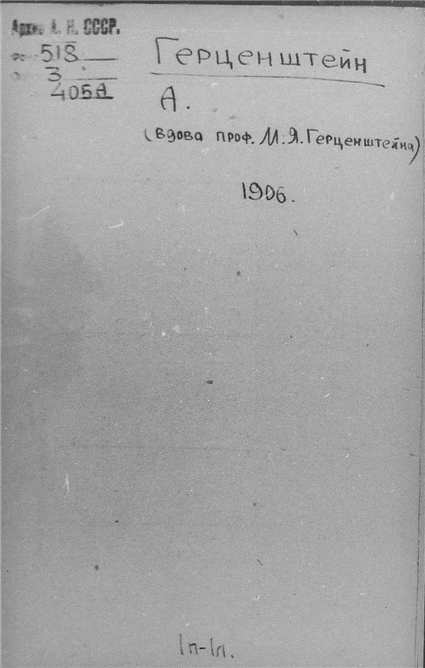 Архив А. Н. СССР.
Ф. 518
О. 3
405А
Герценштейн
А.
(вдова проф. М.Я.Герценштейна)
1906.
1п-1л.